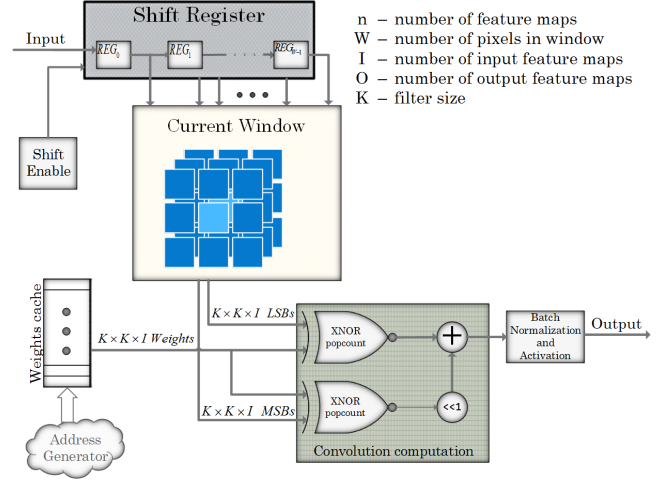 Shift Register
Input
REG0
REG1
REGW-1
n – number of feature maps
W – number of pixels in window
I – number of input feature maps
O – number of output feature maps
K – filter size
Shift
Enable
Current Window
Weights cache
K × K × I LSBs
K × K × I Weights
K × K × I MSBs
XNOR
popcount
XNOR
popcount
+
<<1
Convolution computation
Batch
Normalization
and
Activation
Output
Address
Generator